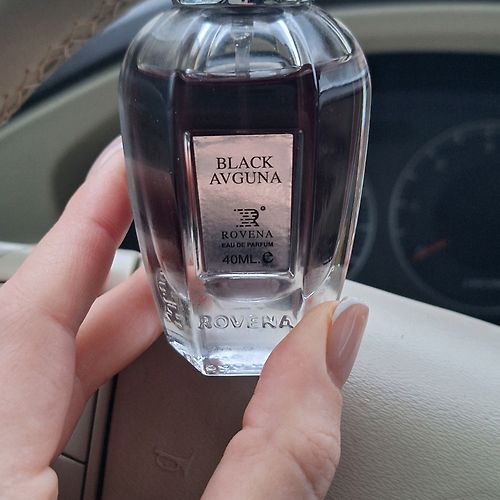 BLACK
AVGUNA
ROVENA
EAU DE PARFUM
40ML.e
ROVENA